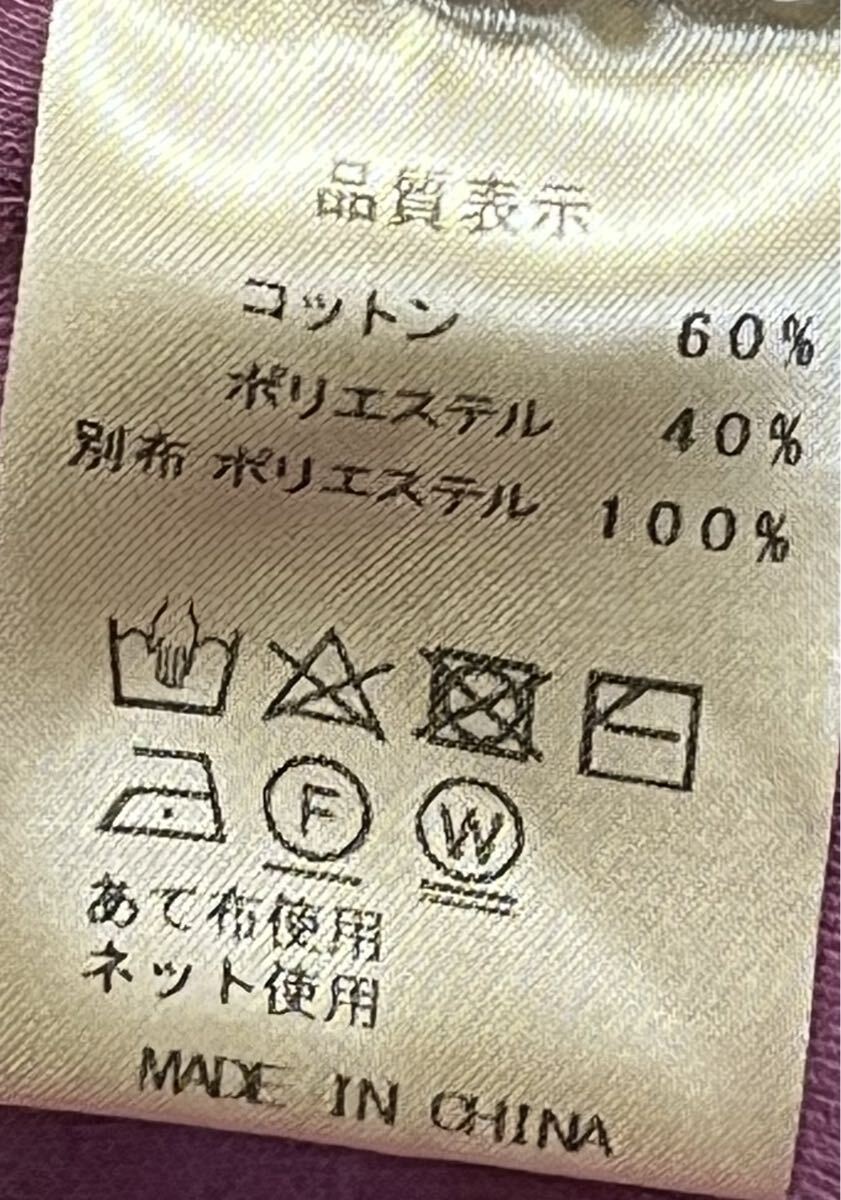 品質表示
コットン 60%
ポリエステル 40%
別布 ポリエステル 100%
F W
あて布使用
ネット使用
MADE IN CHINA